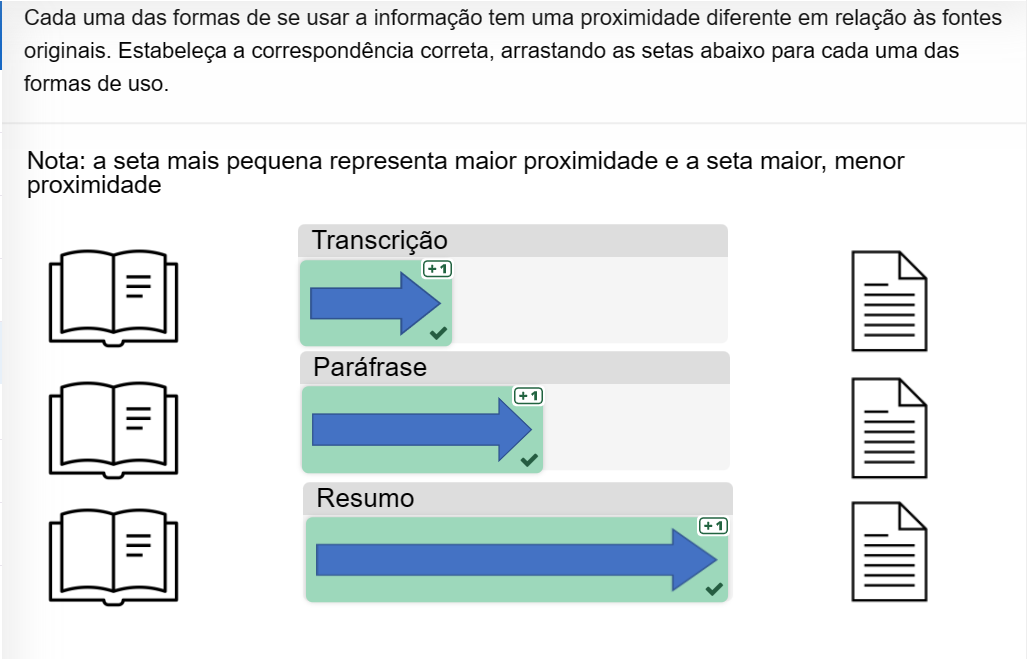 Cada uma das formas de se usar a informação tem uma proximidade diferente em relação às fontes
originais. Estabeleça a correspondência correta, arrastando as setas abaixo para cada uma das
formas de uso.
Nota: a seta mais pequena representa maior proximidade e a seta maior, menor
proximidade
Transcrição
+1
Paráfrase
+1
Resumo
+1